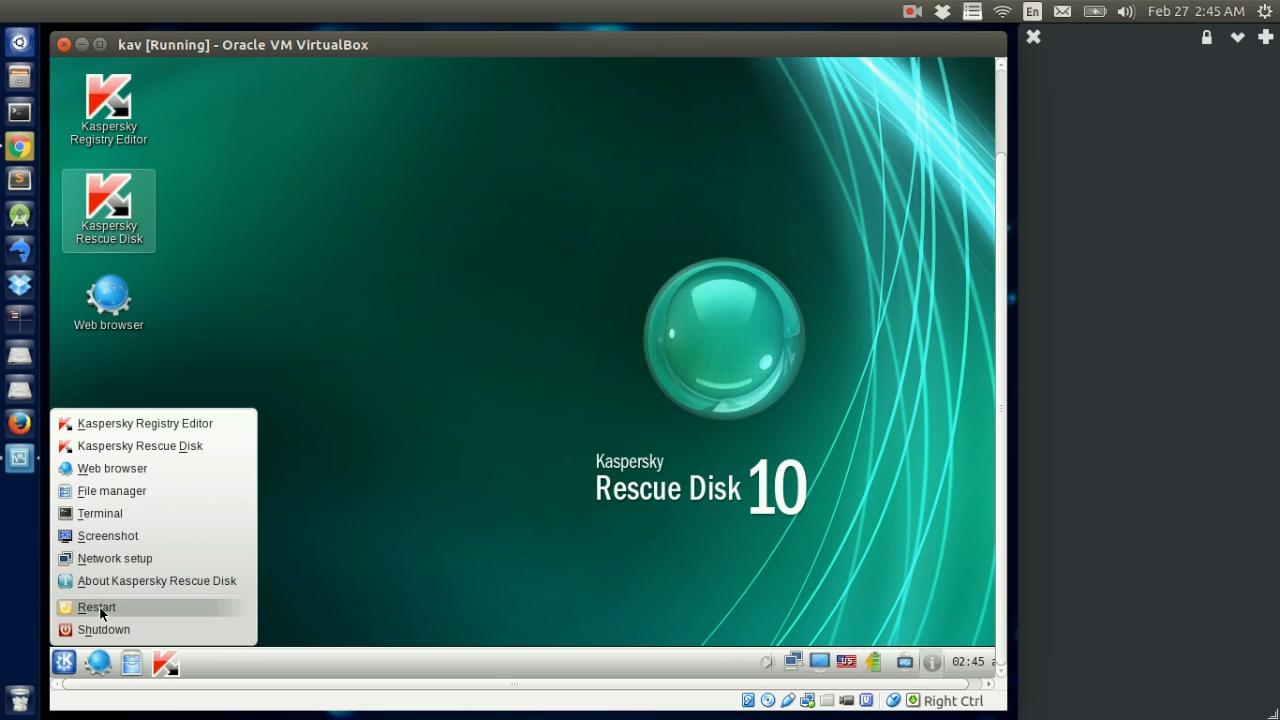 En
Feb 27 2:45 AM
kav [Running] - Oracle VM VirtualBox
Kaspersky
Registry Editor
Kaspersky
Rescue Disk
Web browser
Kaspersky
Rescue Disk 10
Kaspersky Registry Editor
Kaspersky Rescue Disk
Web browser
File manager
Terminal
Screenshot
Network setup
About Kaspersky Rescue Disk
Restart
Shutdown
US
02:45
Right Ctrl